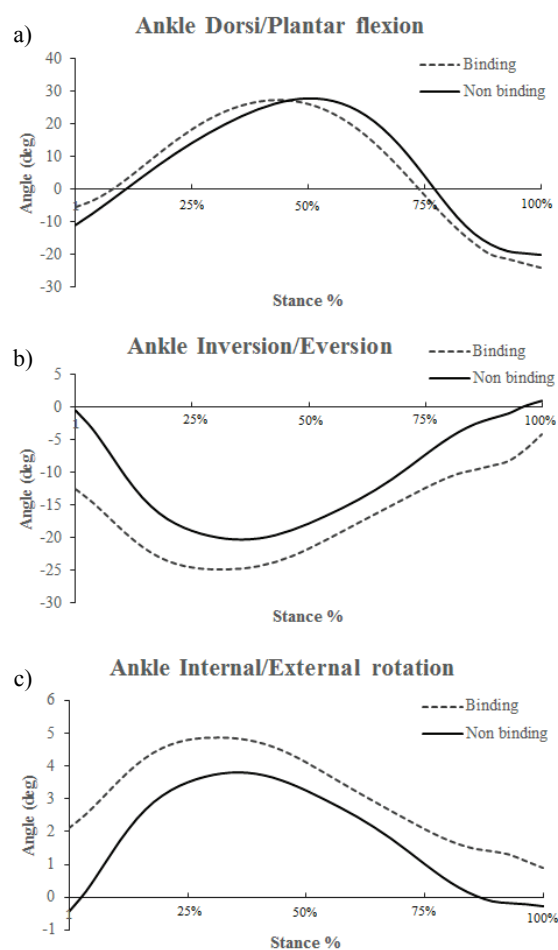 a)
Ankle Dorsi/Plantar flexion
Binding
Non binding
Angle (deg)
40
30
20
10
0
-10
-20
-30
1
25%
50%
75%
100%
Stance %
b)
Ankle Inversion/Eversion
Binding
Non binding
Angle (deg)
5
0
-5
-10
-15
-20
-25
-30
1
25%
50%
75%
100%
Stance %
c)
Ankle Internal/External rotation
Binding
Non binding
Angle (deg)
6
5
4
3
2
1
0
-1
1
25%
50%
75%
100%
Stance %